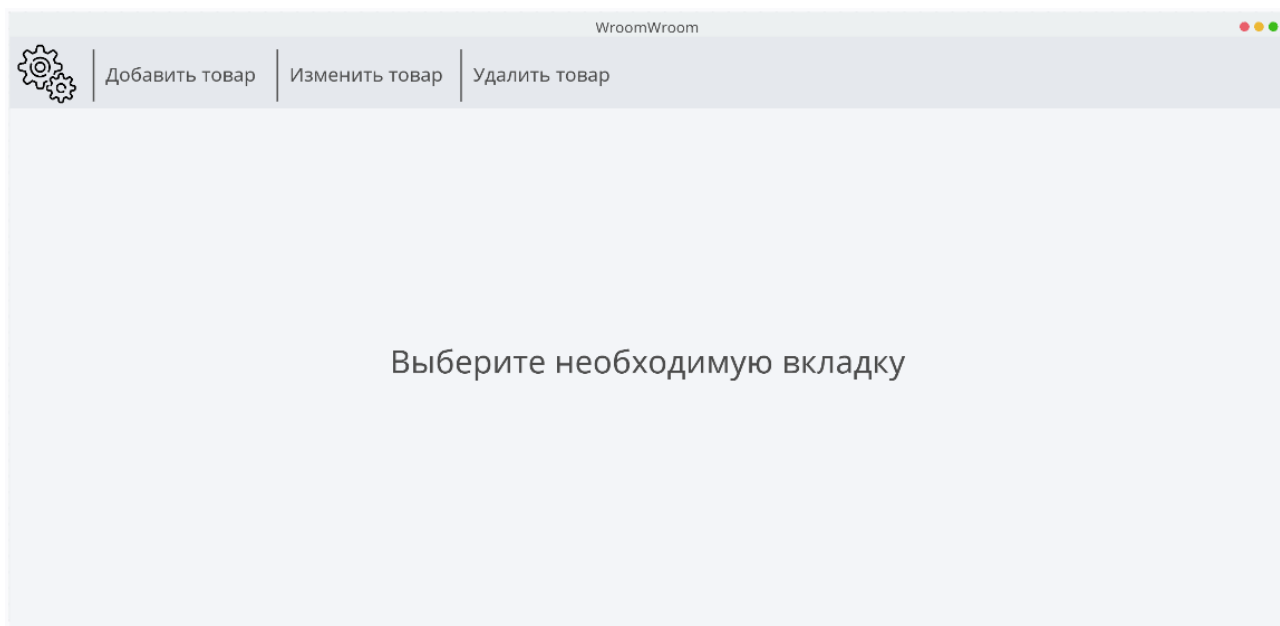 WroomWroom
Добавить товар Изменить товар Удалить товар
Выберите необходимую вкладку